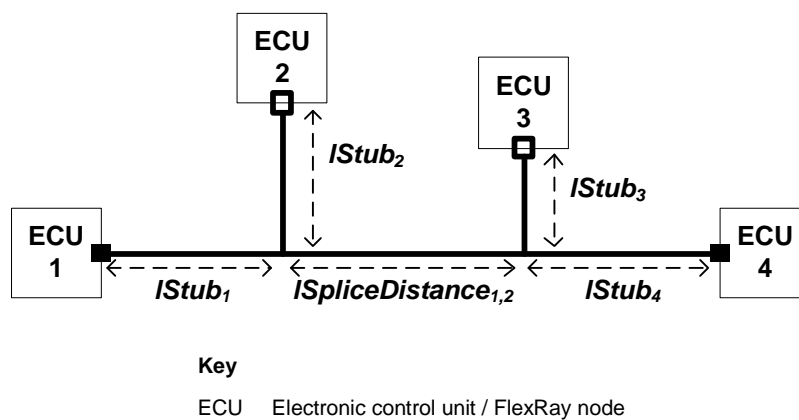 ECU
2
ECU
3
lStub₂
lStub₃
ECU
1
ECU
4
lStub₁
lSpliceDistance₁,₂
lStub₄
Key
ECU Electronic control unit / FlexRay node